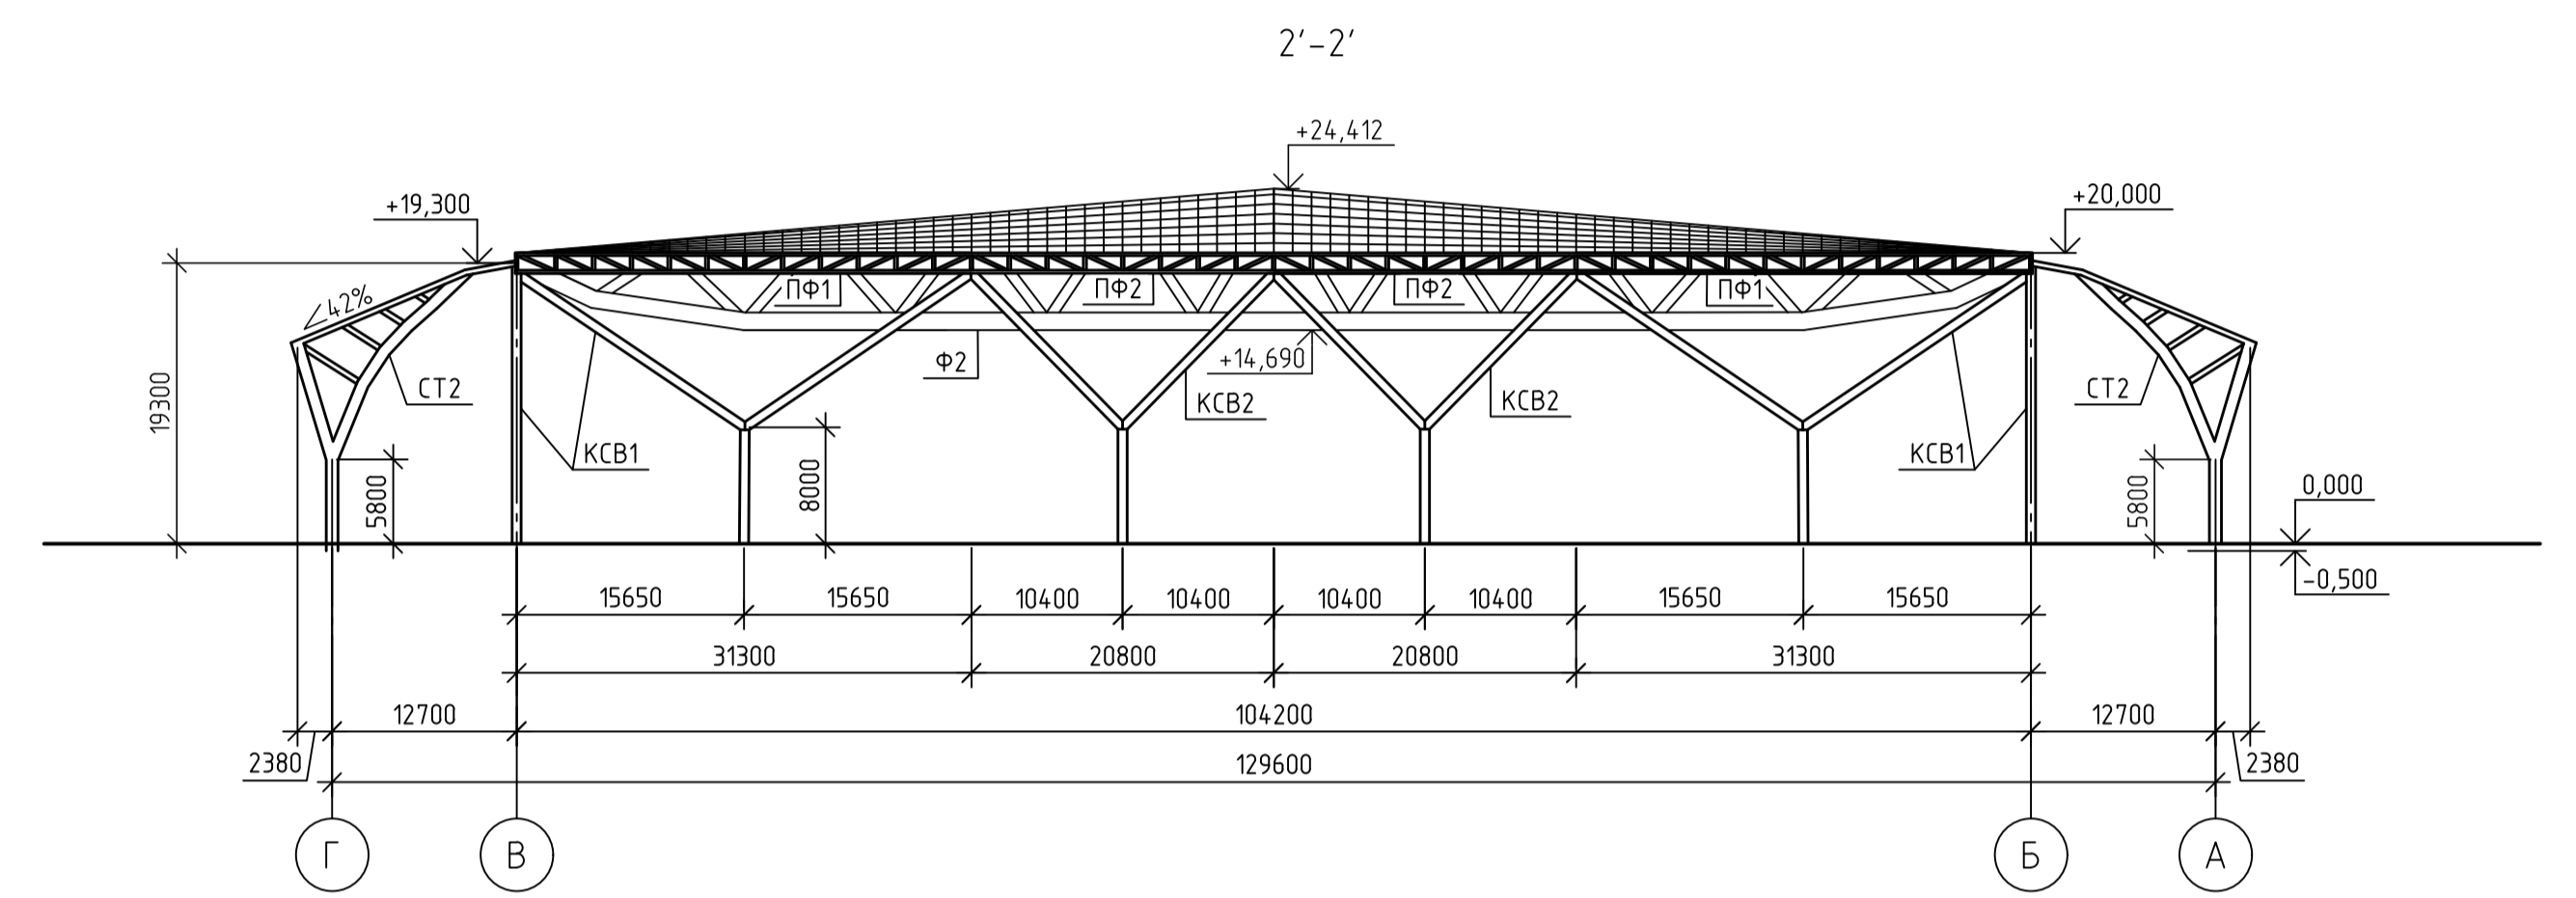 2'-2'
+24,412
+19,300
+20,000
42%
ПФ1
ПФ2
ПФ2
ПФ1
Ф2
+14,690
СТ2
КСВ2
КСВ2
СТ2
19300
КСВ1
КСВ1
5800
8000
5800
0,000
-0,500
15650 15650 10400 10400 10400 10400 15650 15650
31300 20800 20800 31300
12700 104200 12700
2380 129600 2380
Г В Б А